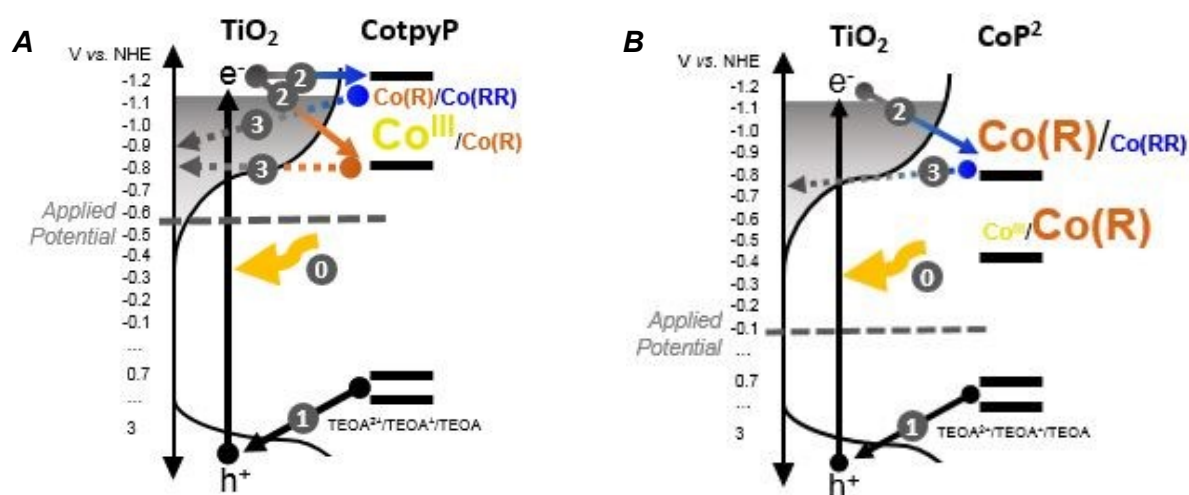 A
TiO₂ CotpyP
V vs. NHE
e⁻
-1.2
-1.1
-1.0
-0.9
-0.8
-0.7
-0.6
-0.5
-0.4
-0.3
-0.2
-0.1
...
0.7
...
3
2
2
Co(R)/Co(RR)
3
Coᴵᴵᴵ/Co(R)
3
Applied
Potential
0
1
TEOA²⁺/TEOA⁺/TEOA
h⁺
B
TiO₂ CoP²
V vs. NHE
e⁻
-1.2
-1.1
-1.0
-0.9
-0.8
-0.7
-0.6
-0.5
-0.4
-0.3
-0.2
-0.1
...
0.7
...
3
2
Co(R)/Co(RR)
3
Coᴵᴵᴵ/Co(R)
0
Applied
Potential
1
TEOA²⁺/TEOA⁺/TEOA
h⁺